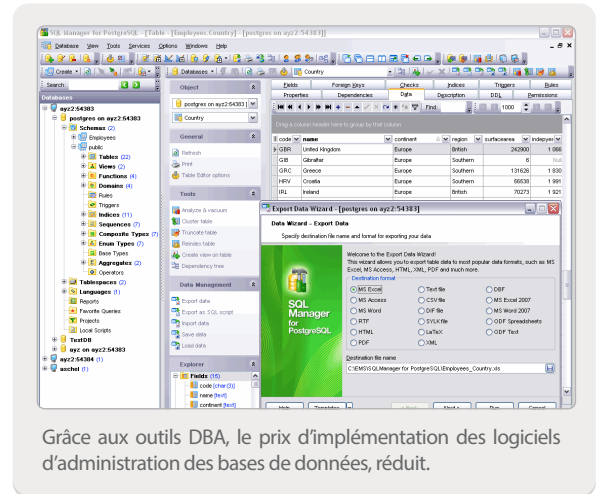 SQL Manager for PostgreSQL - [Table - [Employees.Country] - [postgres on ayz2:54383]]
Database View Tools Services Options Windows Help
Create Databases Country
Search:
Databases
ayz2:54383
postgres on ayz2:54383
Schemas (2)
Employees
public
Tables (22)
Views (2)
Functions (4)
Domains (4)
Rules
Triggers
Indices (11)
Sequences (7)
Composite Types (7)
Enum Types (7)
Base Types
Aggregates (2)
Operators
Tablespaces (2)
Languages (1)
Reports
Favorite Queries
Projects
Local Scripts
TextDB
ayz on ayz2:54383
ayz2:54384 (1)
aschel (1)
Object
postgres on ayz2:54383
Country
General
Refresh
Print
Table Editor options
Tools
Analyze & vacuum
Cluster table
Truncate table
Reindex table
Create view on table
Dependency tree
Data Management
Export data
Export as SQL script
Import data
Save data
Load data
Explorer
Fields (15)
code [char(3)]
name [text]
continent [text]
Fields Foreign Keys Checks Indices Triggers Rules
Properties Dependencies Data Description DDL Permissions
Find: 1000
Drag a column header here to group by that column
code name continent region surfacearea indepyear
GBR United Kingdom Europe British 242900 1 066
GIB Gibraltar Europe Southern 6 Null
GRC Greece Europe Southern 131626 1 830
HRV Croatia Europe Southern 56538 1 991
IRL Ireland Europe British 70273 1 921
Export Data Wizard - [postgres on ayz2:54383]
Data Wizard - Export Data
Specify destination file name and format for exporting your data
SQL
Manager
for
PostgreSQL
Welcome to the Export Data Wizard!
This wizard allows you to export table data to most popular data formats, such as MS
Excel, MS Access, HTML, XML, PDF and much more.
Destination format
MS Excel Text file DBF
MS Access CSV file MS Excel 2007
MS Word DIF file MS Word 2007
RTF SYLK file ODF Spreadsheets
HTML LaTeX ODF Text
PDF XML
Destination file name
C:\EMS\SQLManager for PostgreSQL\Employees_Country.xls
Help Templates Next Run Cancel
Grâce aux outils DBA, le prix d’implémentation des logiciels
d’administration des bases de données, réduit.